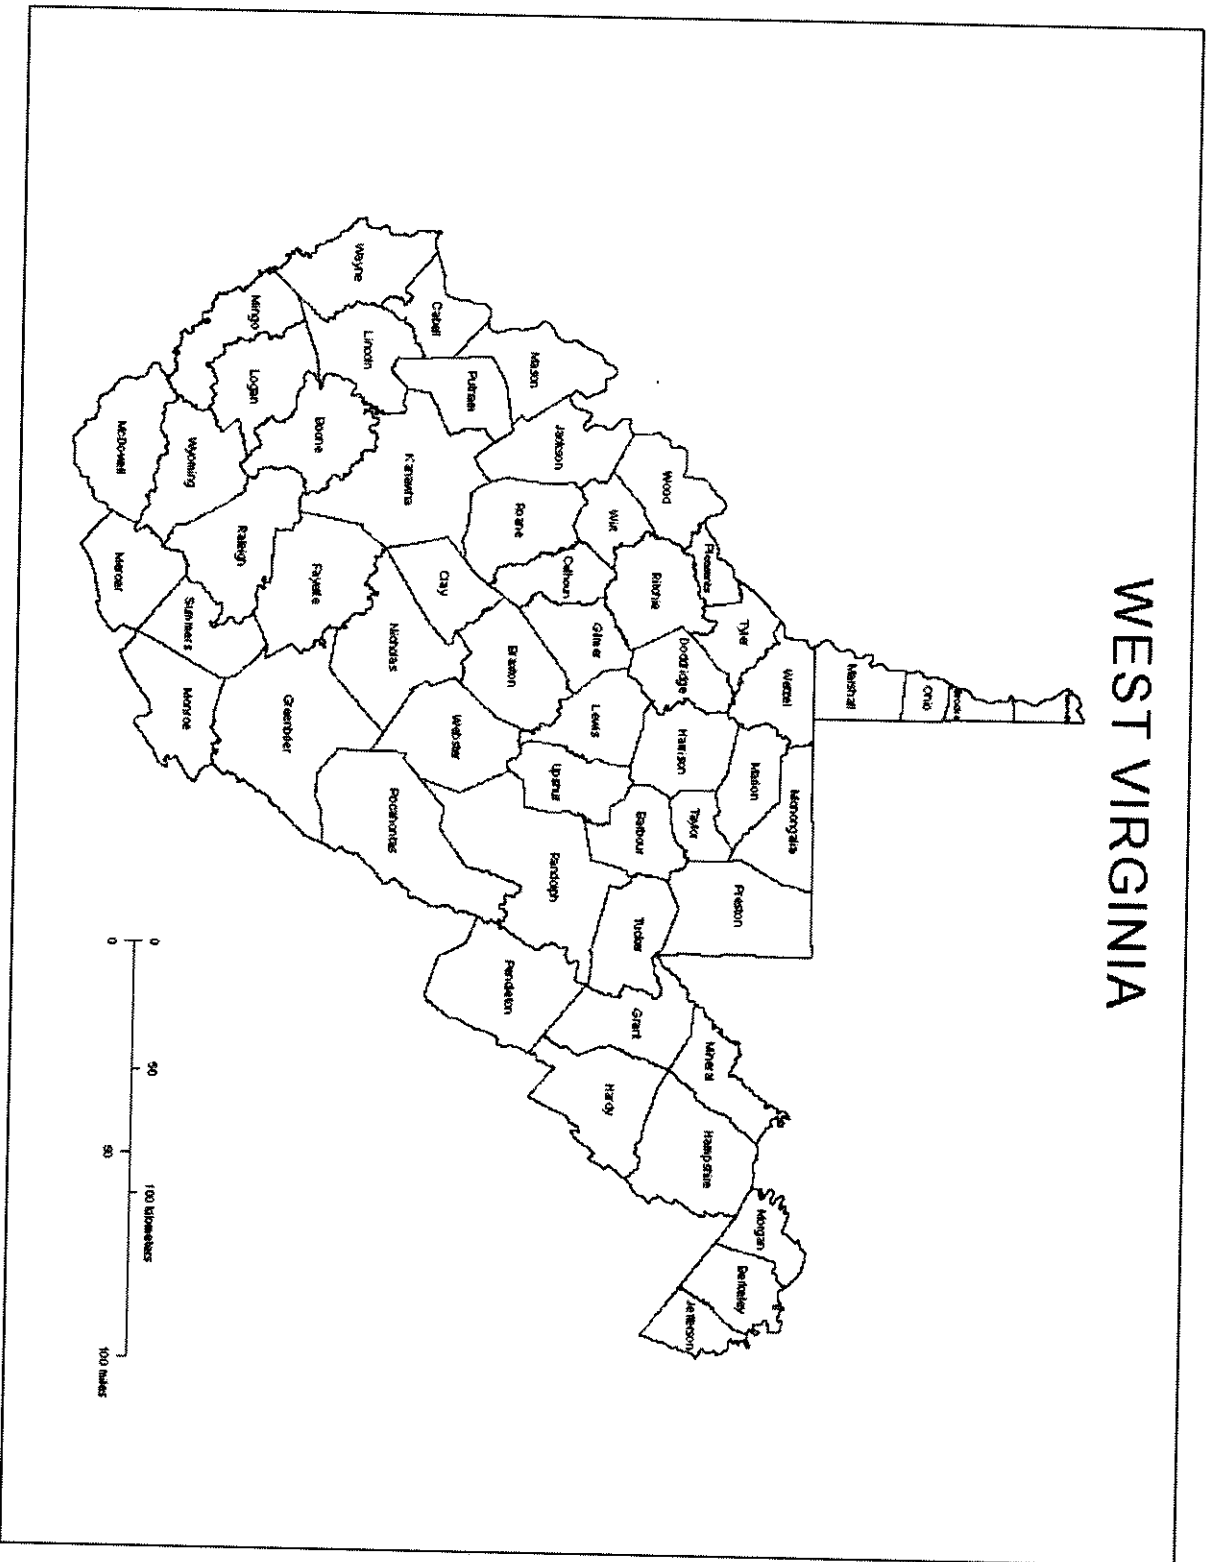 WEST VIRGINIA
Brooke
Ohio
Marshall
Wetzel
Monongalia
Marion
Tyler
Pleasants
Preston
Morgan
Berkeley
Jefferson
Mineral
Hampshire
Wood
Ritchie
Doddridge
Harrison
Taylor
Barbour
Tucker
Grant
Hardy
Wirt
Calhoun
Gilmer
Lewis
Upshur
Randolph
Pendleton
Jackson
Roane
Mason
Putnam
Cabell
Braxton
Webster
Clay
Kanawha
Nicholas
Pocahontas
Wayne
Lincoln
Boone
Fayette
Greenbrier
Mingo
Logan
Raleigh
Wyoming
Summers
Monroe
McDowell
Mercer
0 50 100 kilometers
0 60 100 miles